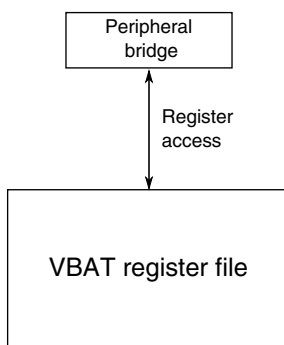 Peripheral
bridge
Register
access
VBAT register file